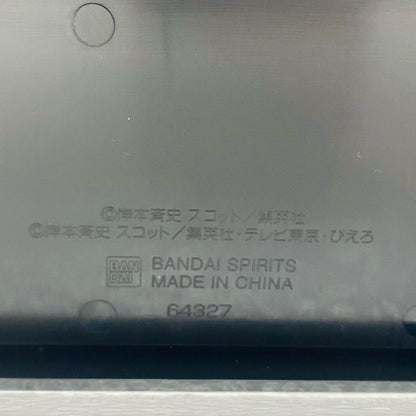 ©岸本斉史 スコット／集英社
©岸本斉史 スコット／集英社・テレビ東京・ぴえろ
BAN
DAI
BANDAI SPIRITS
MADE IN CHINA
64327